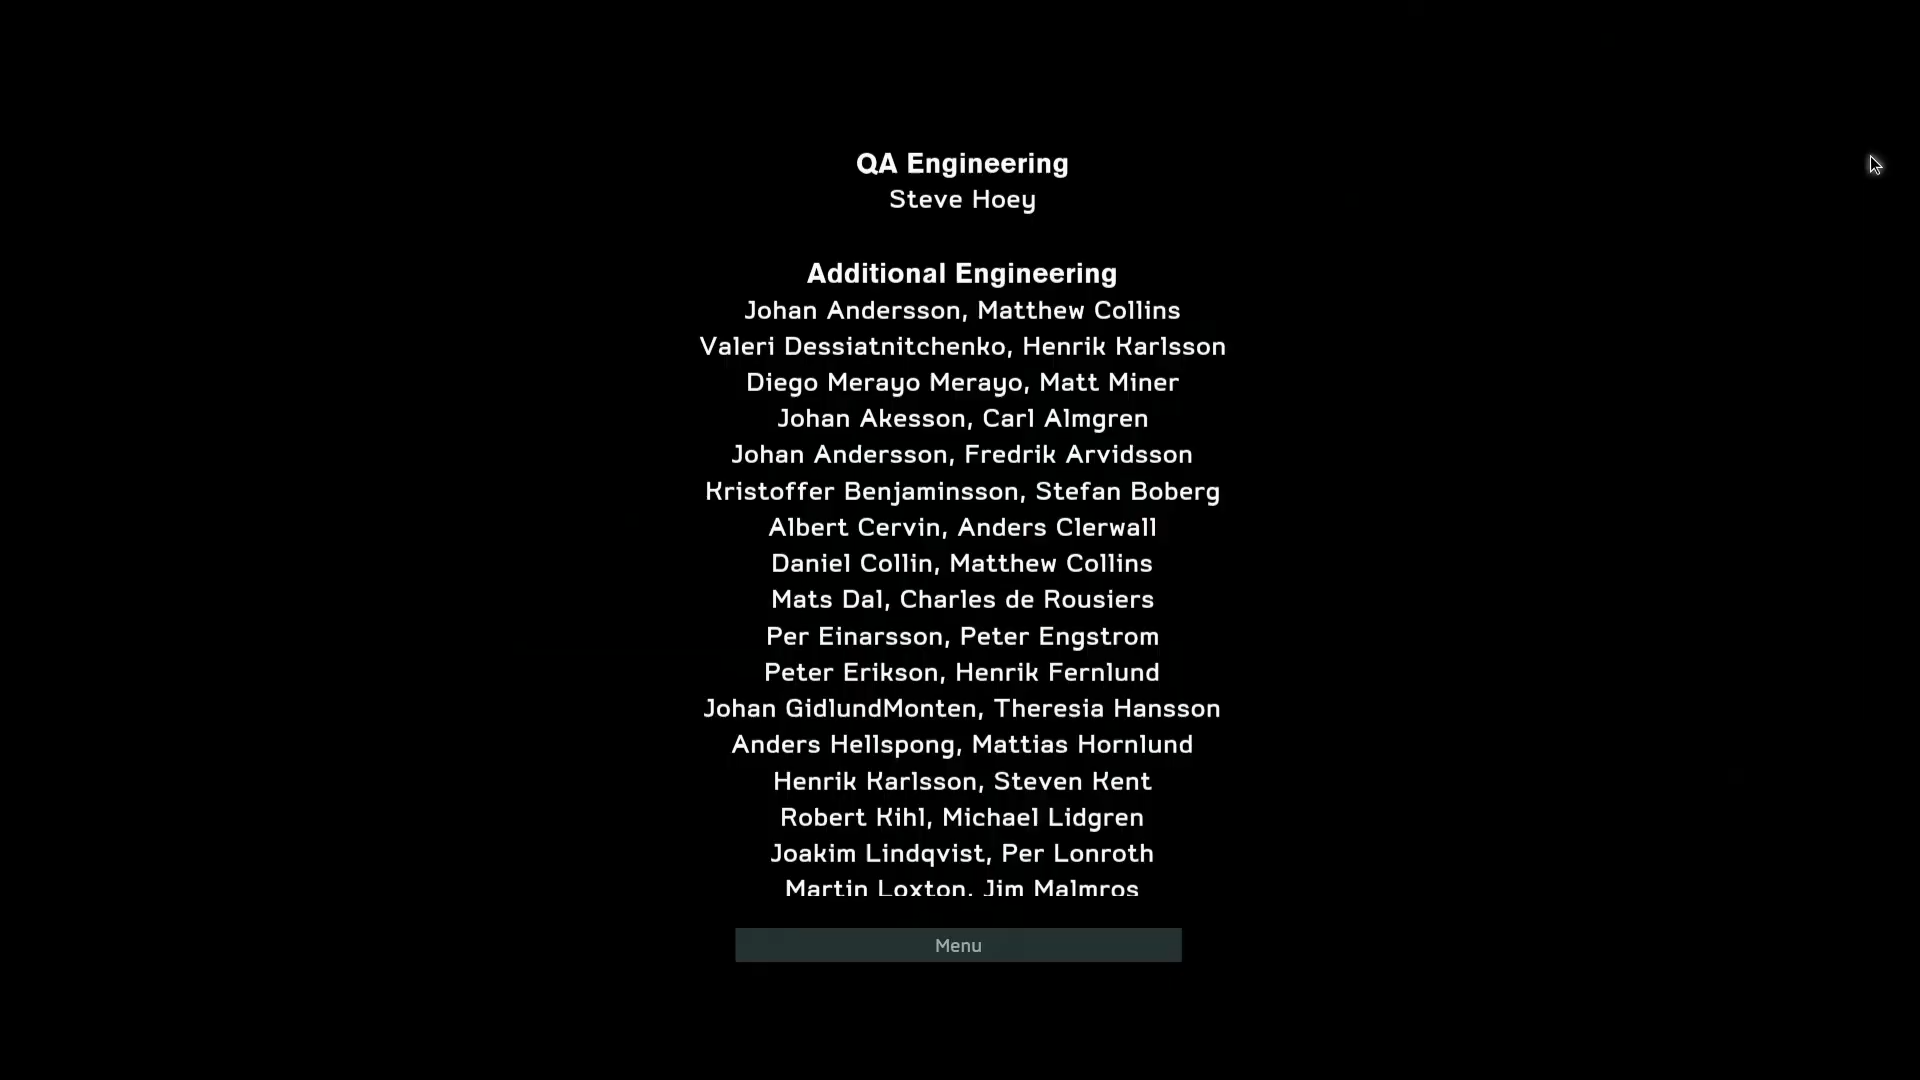 QA Engineering
Steve Hoey
Additional Engineering
Johan Andersson, Matthew Collins
Valeri Dessiatnitchenko, Henrik Karlsson
Diego Merayo Merayo, Matt Miner
Johan Akesson, Carl Almgren
Johan Andersson, Fredrik Arvidsson
Kristoffer Benjaminsson, Stefan Boberg
Albert Cervin, Anders Clerwall
Daniel Collin, Matthew Collins
Mats Dal, Charles de Rousiers
Per Einarsson, Peter Engstrom
Peter Erikson, Henrik Fernlund
Johan GidlundMonten, Theresia Hansson
Anders Hellspong, Mattias Hornlund
Henrik Karlsson, Steven Kent
Robert Kihl, Michael Lidgren
Joakim Lindqvist, Per Lonroth
Martin Loxton, Jim Malmros
Menu